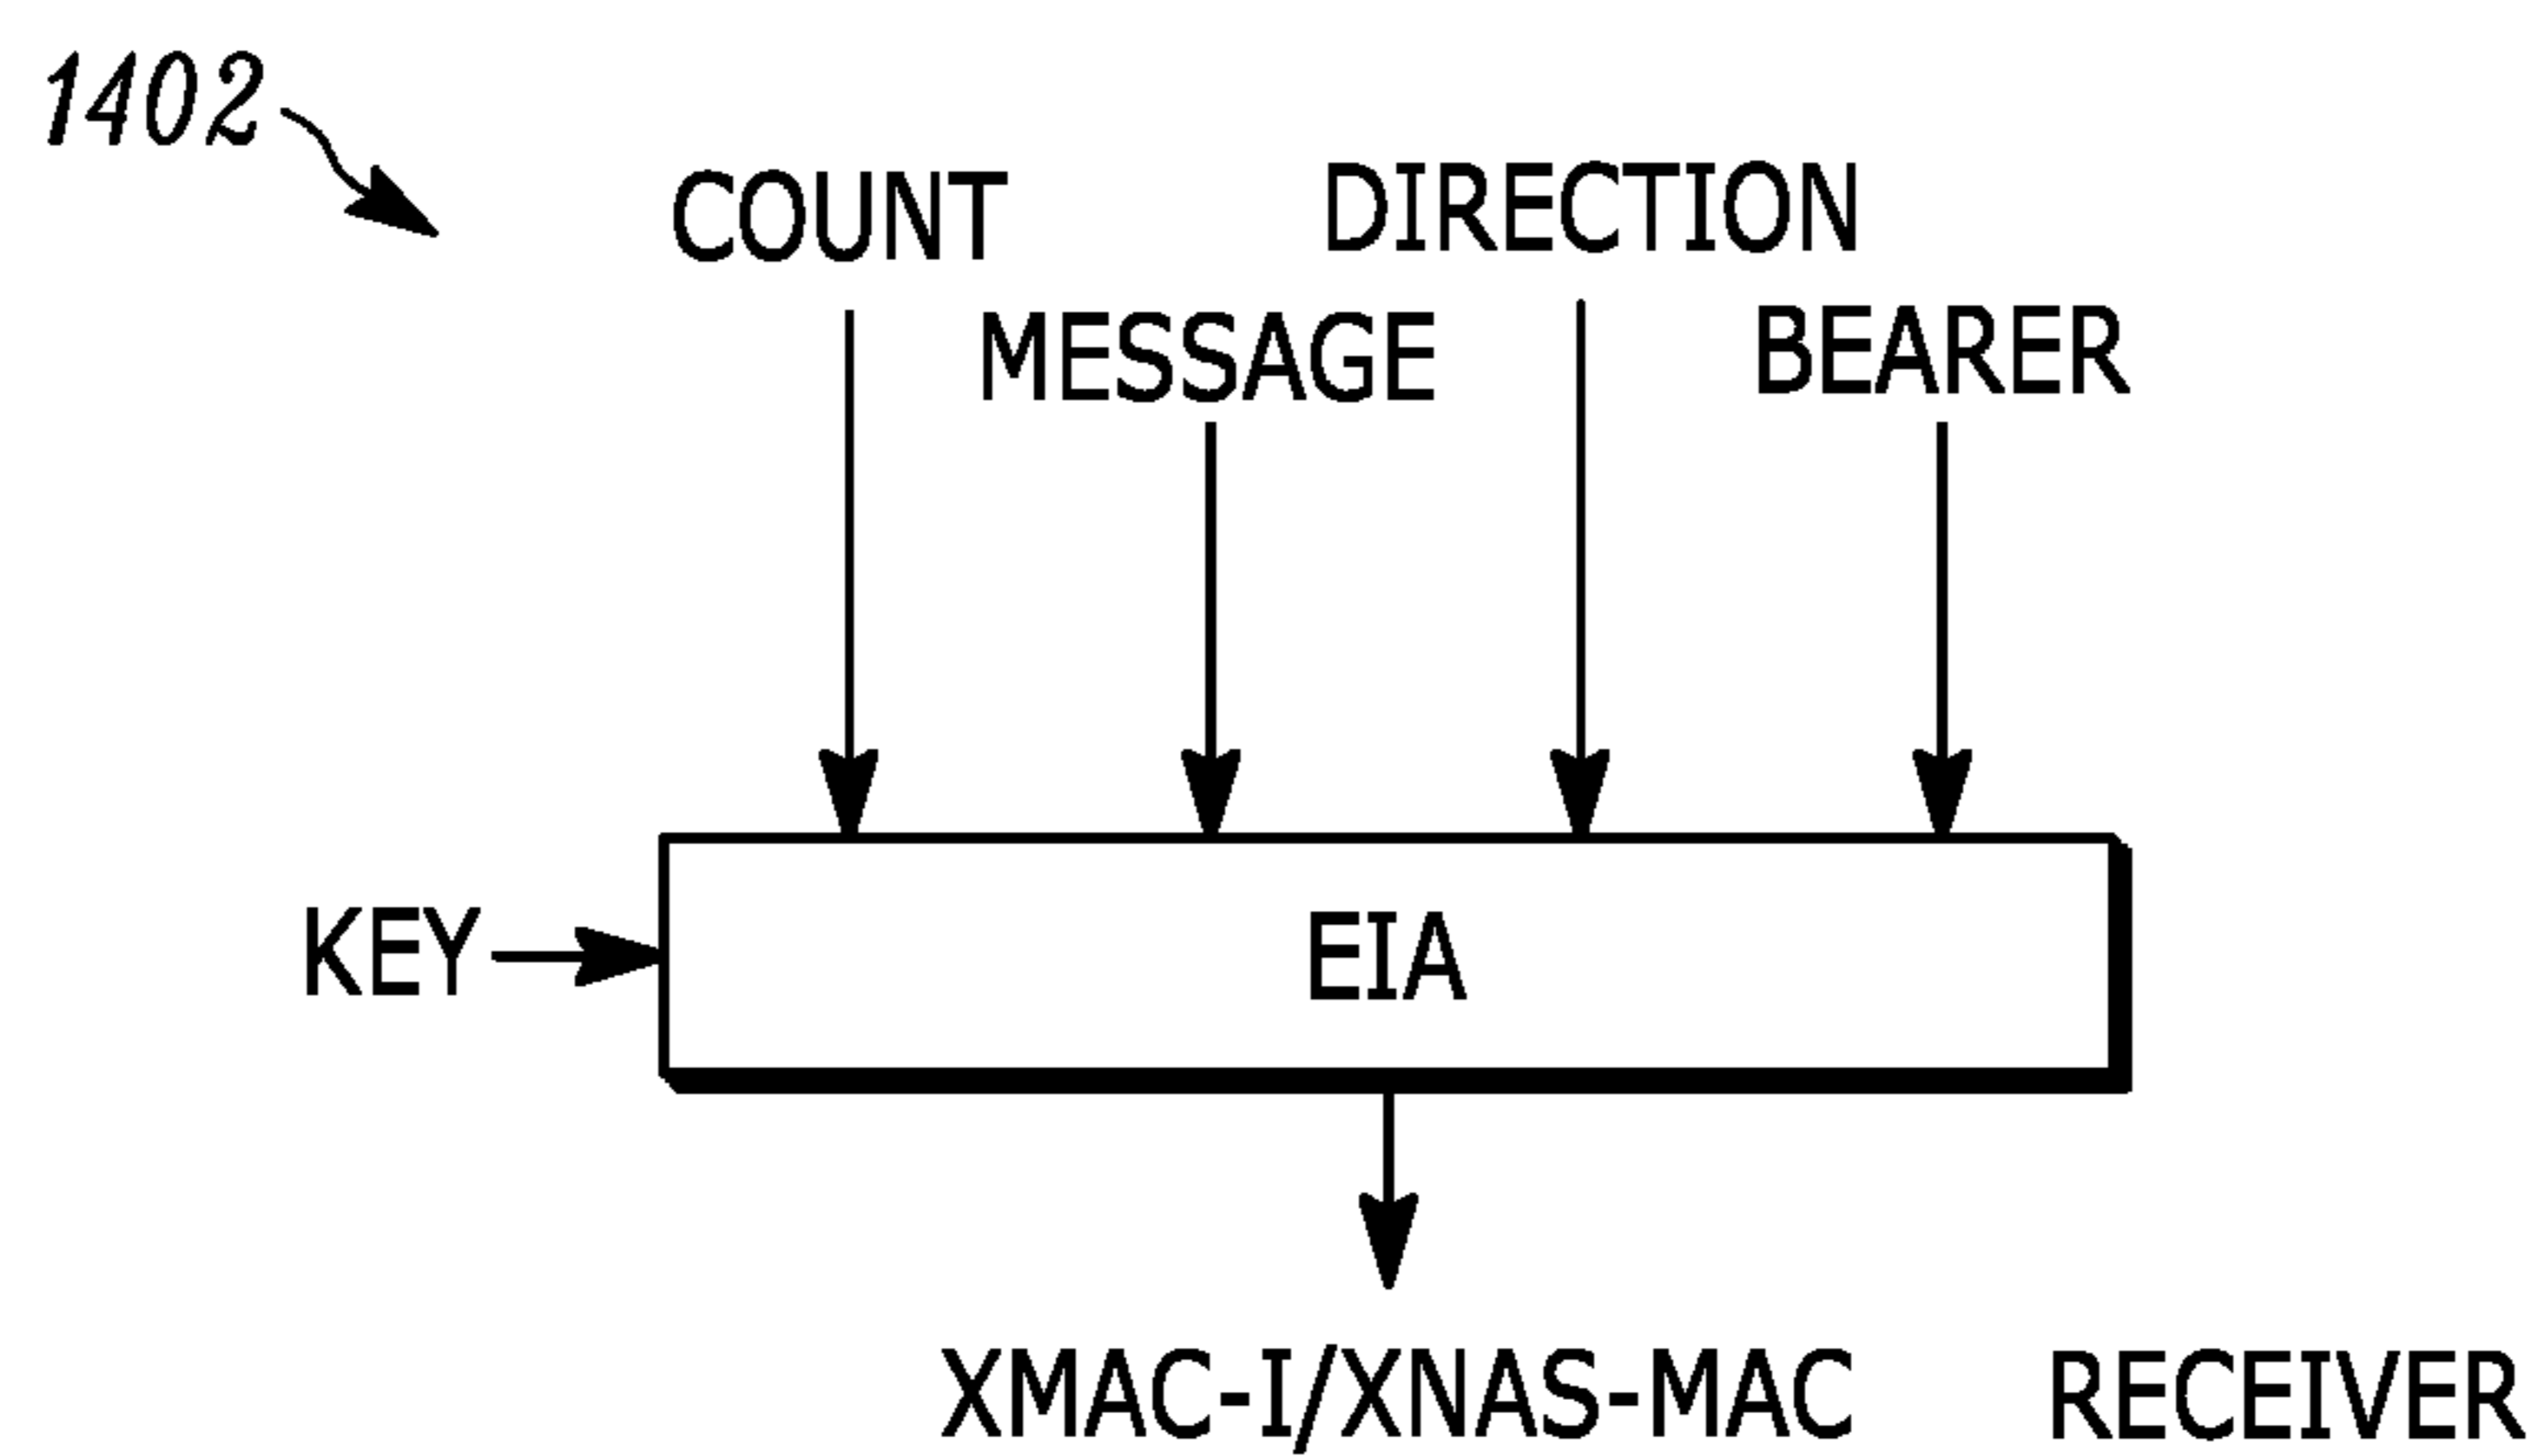 1402
COUNT
DIRECTION
MESSAGE
BEARER
KEY
EIA
XMAC-I/XNAS-MAC
RECEIVER